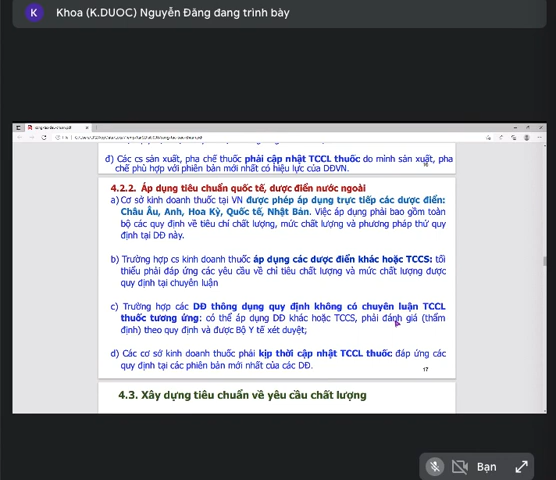 K Khoa (K.DUOC) Nguyễn Đăng đang trình bày
d) Các cs sản xuất, pha chế thuốc phải cập nhật TCCL thuốc do mình sản xuất, pha
chế phù hợp với phiên bản mới nhất có hiệu lực của DĐVN.
4.2.2. Áp dụng tiêu chuẩn quốc tế, dược điển nước ngoài
a) Cơ sở kinh doanh thuốc tại VN được phép áp dụng trực tiếp các dược điển:
Châu Âu, Anh, Hoa Kỳ, Quốc tế, Nhật Bản. Việc áp dụng phải bao gồm toàn
bộ các quy định về tiêu chí chất lượng, mức chất lượng và phương pháp thử quy
định tại DĐ này.
b) Trường hợp cs kinh doanh thuốc áp dụng các dược điển khác hoặc TCCS: tối
thiểu phải đáp ứng các yêu cầu về chỉ tiêu chất lượng và mức chất lượng được
quy định tại chuyên luận
c) Trường hợp các DĐ thông dụng quy định không có chuyên luận TCCL
thuốc tương ứng: có thể áp dụng DĐ khác hoặc TCCS, phải đánh giá (thẩm
định) theo quy định và được Bộ Y tế xét duyệt;
d) Các cơ sở kinh doanh thuốc phải kịp thời cập nhật TCCL thuốc đáp ứng các
quy định tại các phiên bản mới nhất của các DĐ.
17
4.3. Xây dựng tiêu chuẩn về yêu cầu chất lượng
Bạn